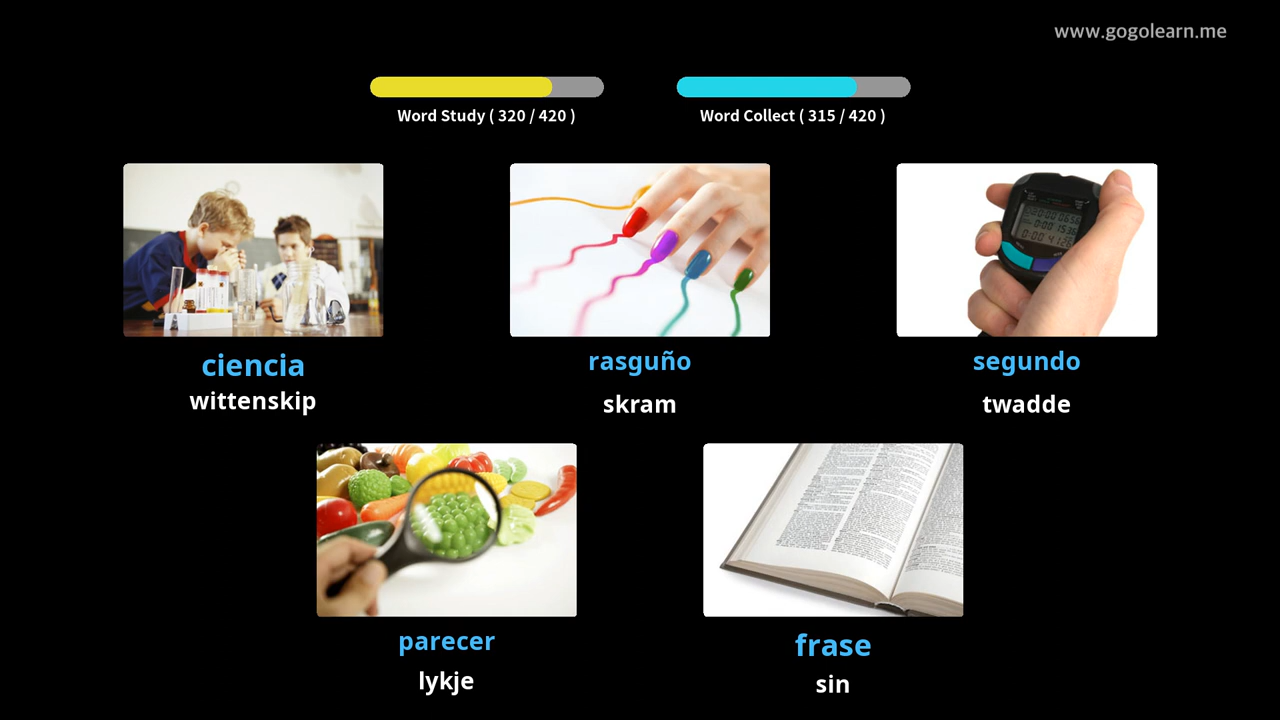 www.gogolearn.me
Word Study ( 320 / 420 )
Word Collect ( 315 / 420 )
ciencia
wittenskip
rasguño
skram
segundo
twadde
parecer
lykje
frase
sin